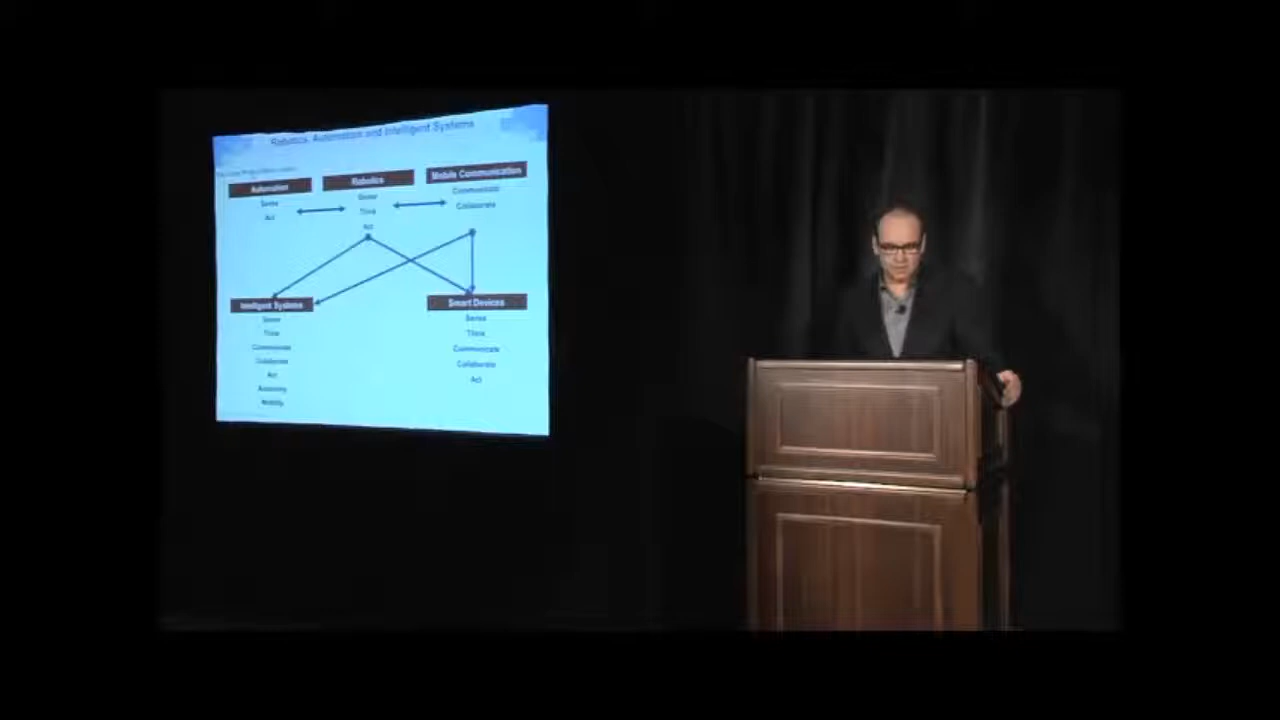 Robotics, Automation and Intelligent Systems
Automation
Sense
Act
Robotics
Sense
Think
Act
Mobile Communication
Communicate
Collaborate
Intelligent Systems
Sense
Think
Communicate
Collaborate
Act
Autonomy
Mobility
Smart Devices
Sense
Think
Communicate
Collaborate
Act